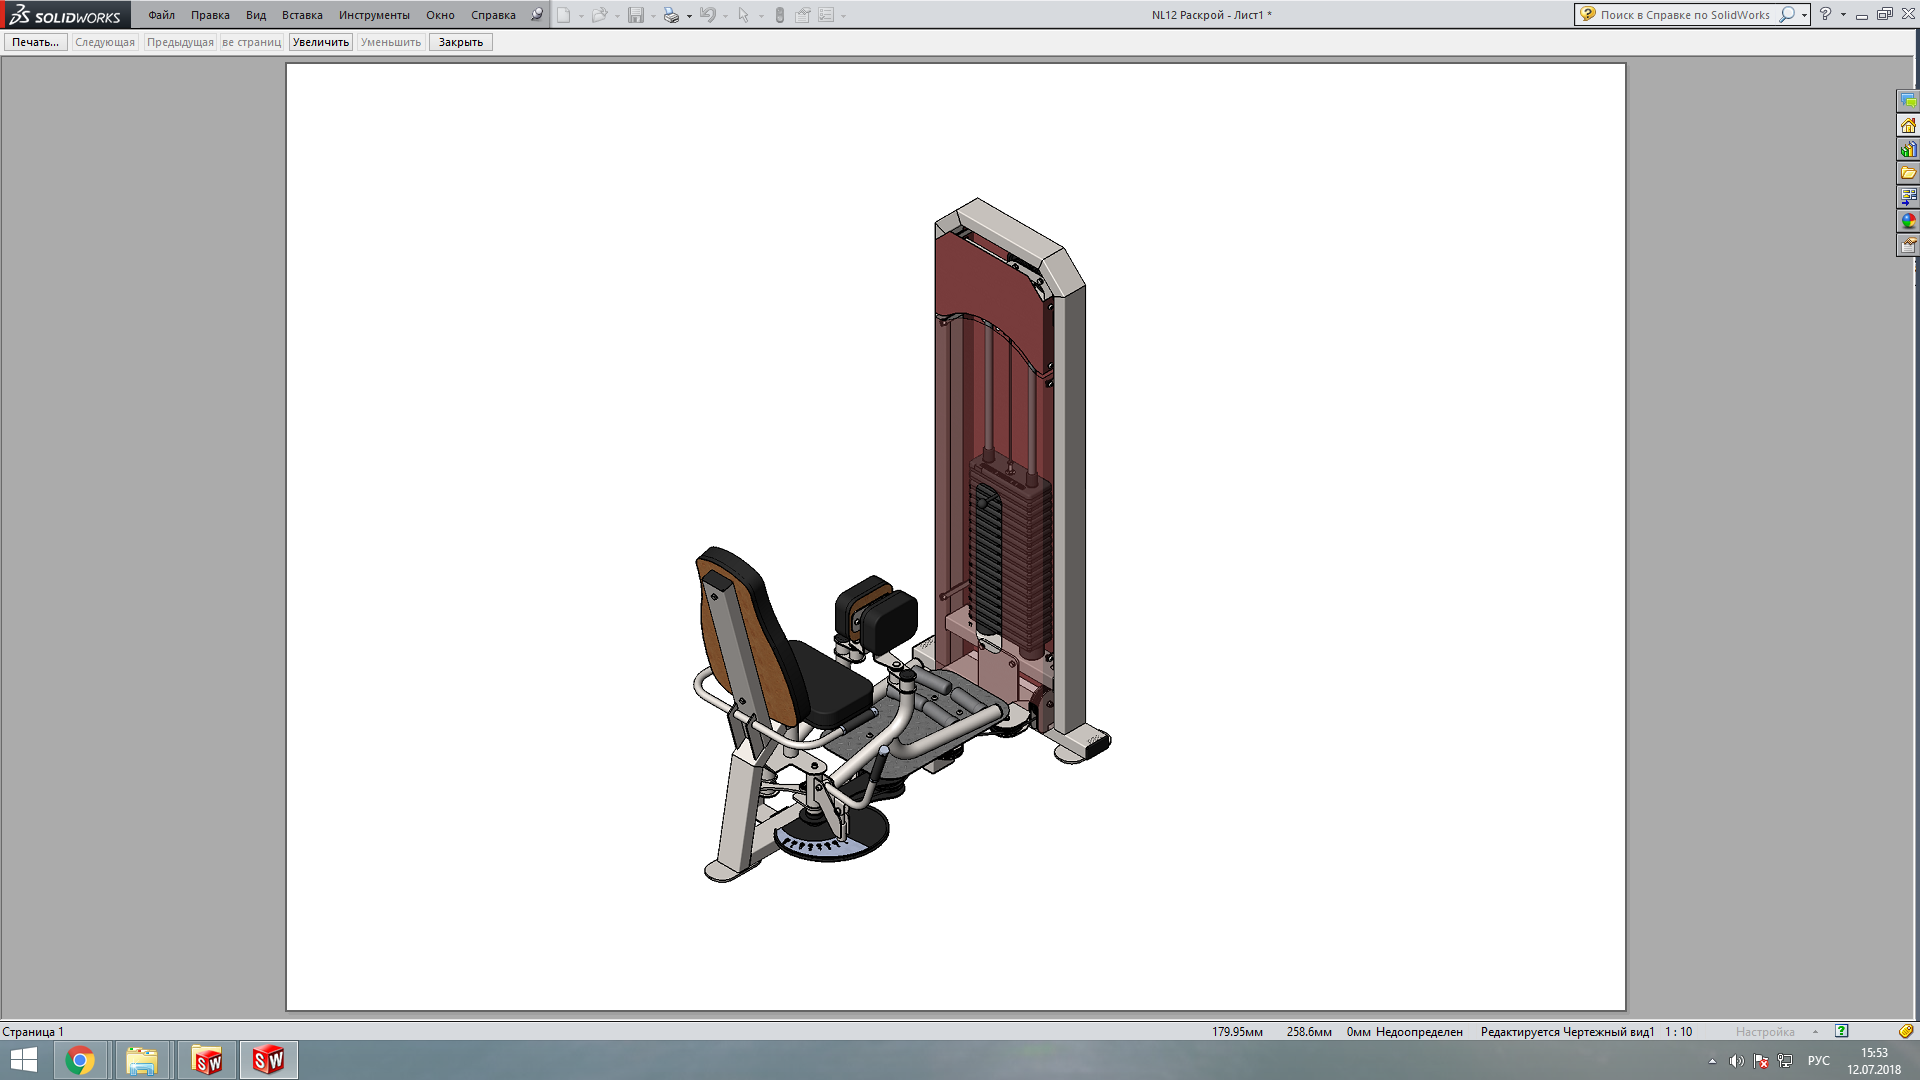 SOLIDWORKS
Файл Правка Вид Вставка Инструменты Окно Справка
NL12 Раскрой - Лист1 *
Поиск в Справке по SolidWorks
Печать... Следующая Предыдущая ве страниц Увеличить Уменьшить Закрыть
Страница 1
179.95мм 258.6мм 0мм Недоопределен Редактируется Чертежный вид1 1 : 10 Настройка
SW SW
РУС
15:53
12.07.2018